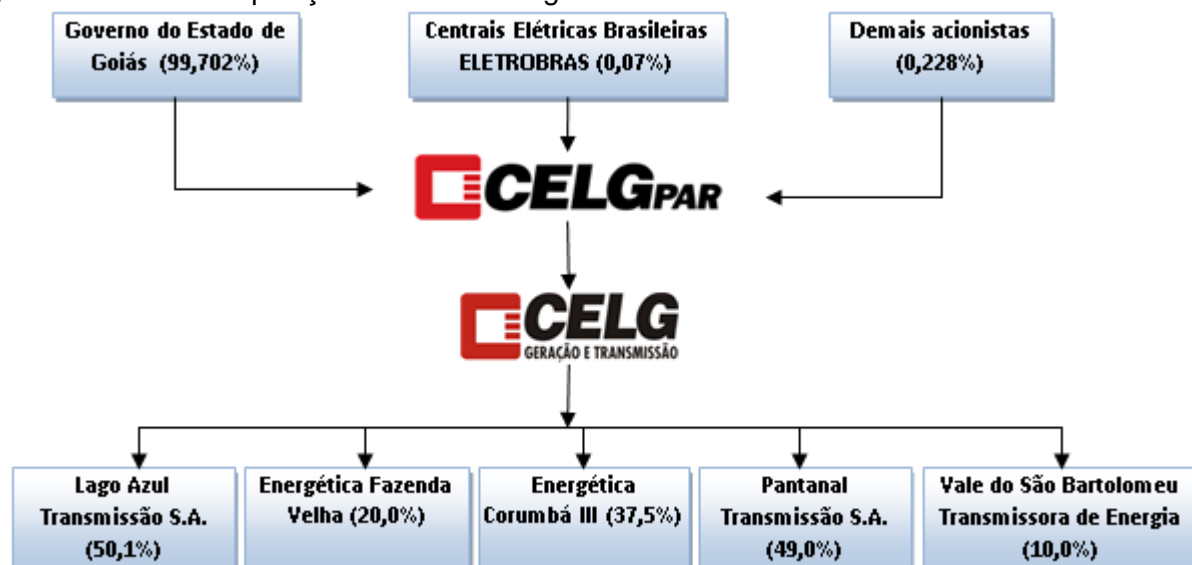 Governo do Estado de
Goiás (99,702%)
Centrais Elétricas Brasileiras
ELETROBRAS (0,07%)
Demais acionistas
(0,228%)
CELGPAR
CELG
GERAÇÃO E TRANSMISSÃO
Lago Azul
Transmissão S.A.
(50,1%)
Energética Fazenda
Velha (20,0%)
Energética
Corumbá III (37,5%)
Pantanal
Transmissão S.A.
(49,0%)
Vale do São Bartolomeu
Transmissora de Energia
(10,0%)